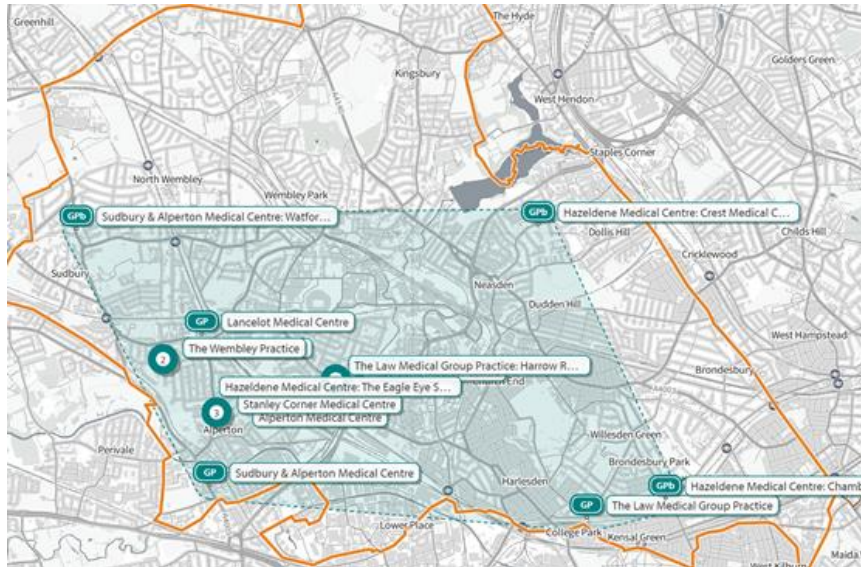 Greenhill
The Hyde
Golders Green
Kingsbury
West Hendon
Staples Corner
North Wembley
Wembley Park
GPb Sudbury & Alperton Medical Centre: Watfor...
GPb Hazeldene Medical Centre: Crest Medical C...
Dollis Hill
Childs Hill
Cricklewood
Sudbury
Neasden
Dudden Hill
GP Lancelot Medical Centre
West Hampstead
2 The Wembley Practice
The Law Medical Group Practice: Harrow R...
Brondesbury
Hazeldene Medical Centre: The Eagle Eye S...
Church End
3 Stanley Corner Medical Centre
Alperton Medical Centre
Alperton
Willesden Green
Perivale
Brondesbury Park
GP Sudbury & Alperton Medical Centre
Harlesden
GPb Hazeldene Medical Centre: Chamb
GP The Law Medical Group Practice
Lower Place
College Park
Kensal Green
Maida
West Kilburn